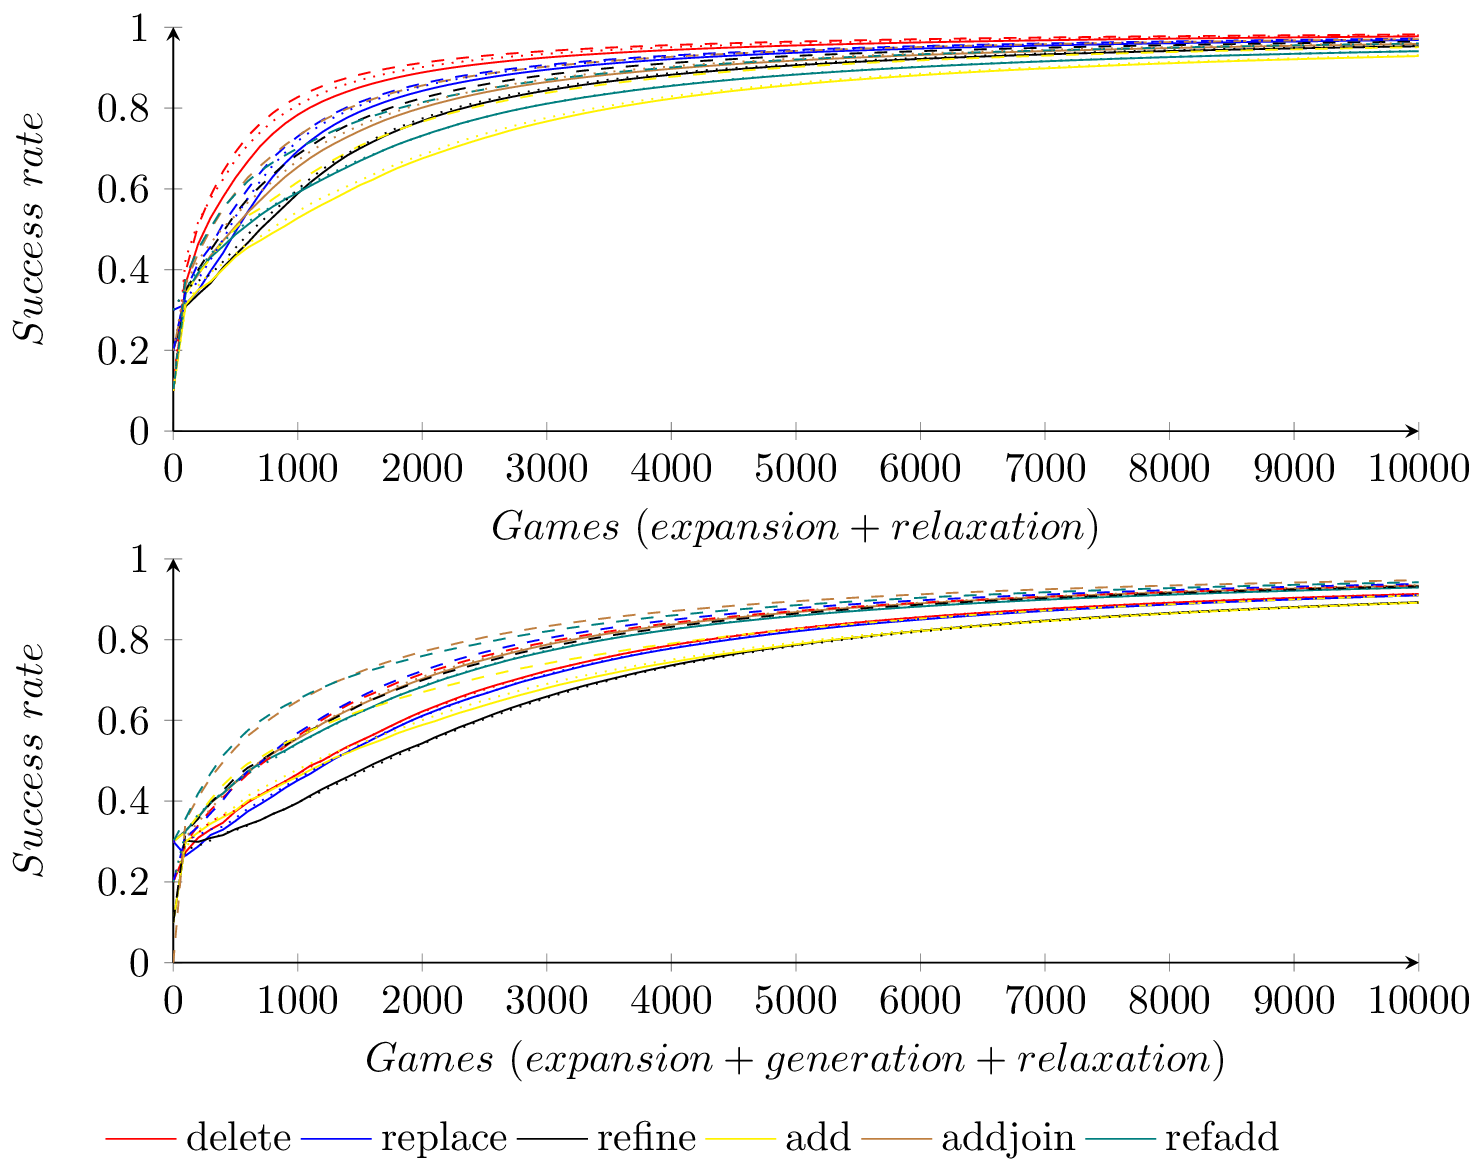 1
0.8
0.6
0.4
0.2
0
Success rate
0 1000 2000 3000 4000 5000 6000 7000 8000 9000 10000
Games (expansion + relaxation)
1
0.8
0.6
0.4
0.2
0
Success rate
0 1000 2000 3000 4000 5000 6000 7000 8000 9000 10000
Games (expansion + generation + relaxation)
delete replace refine add addjoin refadd